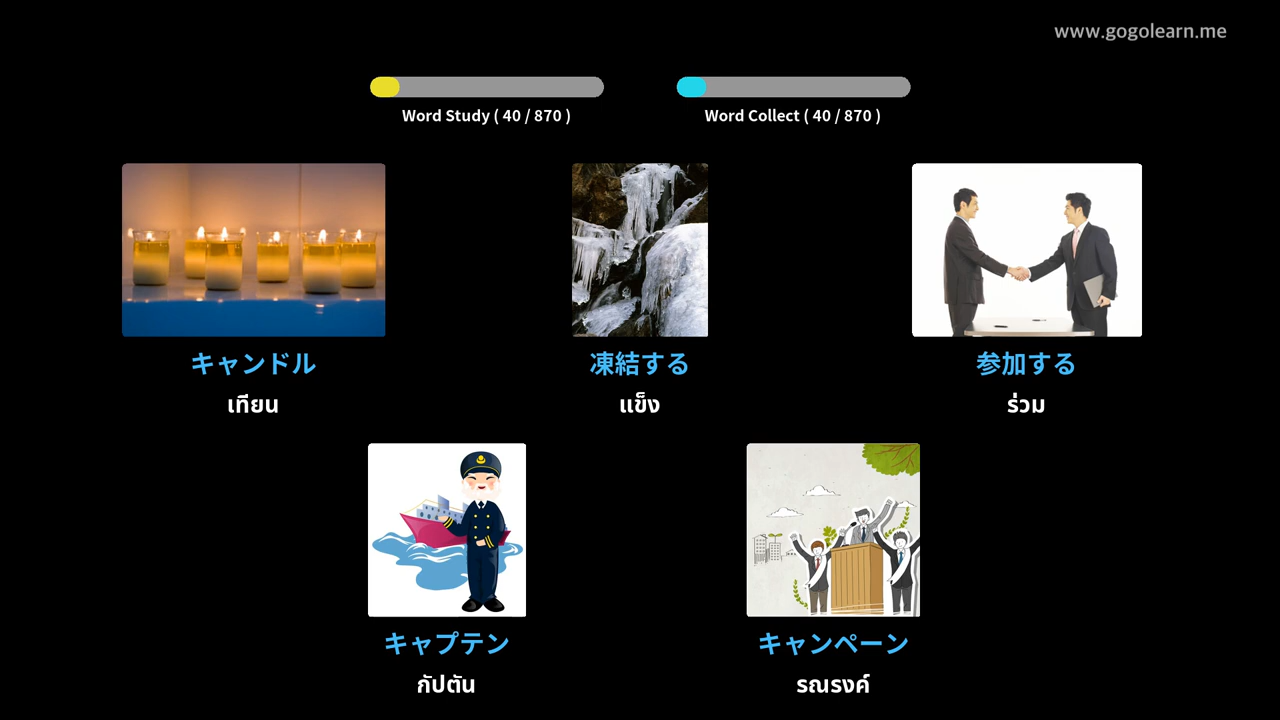 www.gogolearn.me
Word Study ( 40 / 870 )
Word Collect ( 40 / 870 )
キャンドル
凍結する
参加する
เทียน
แข็ง
ร่วม
キャプテン
キャンペーン
กัปตัน
รณรงค์